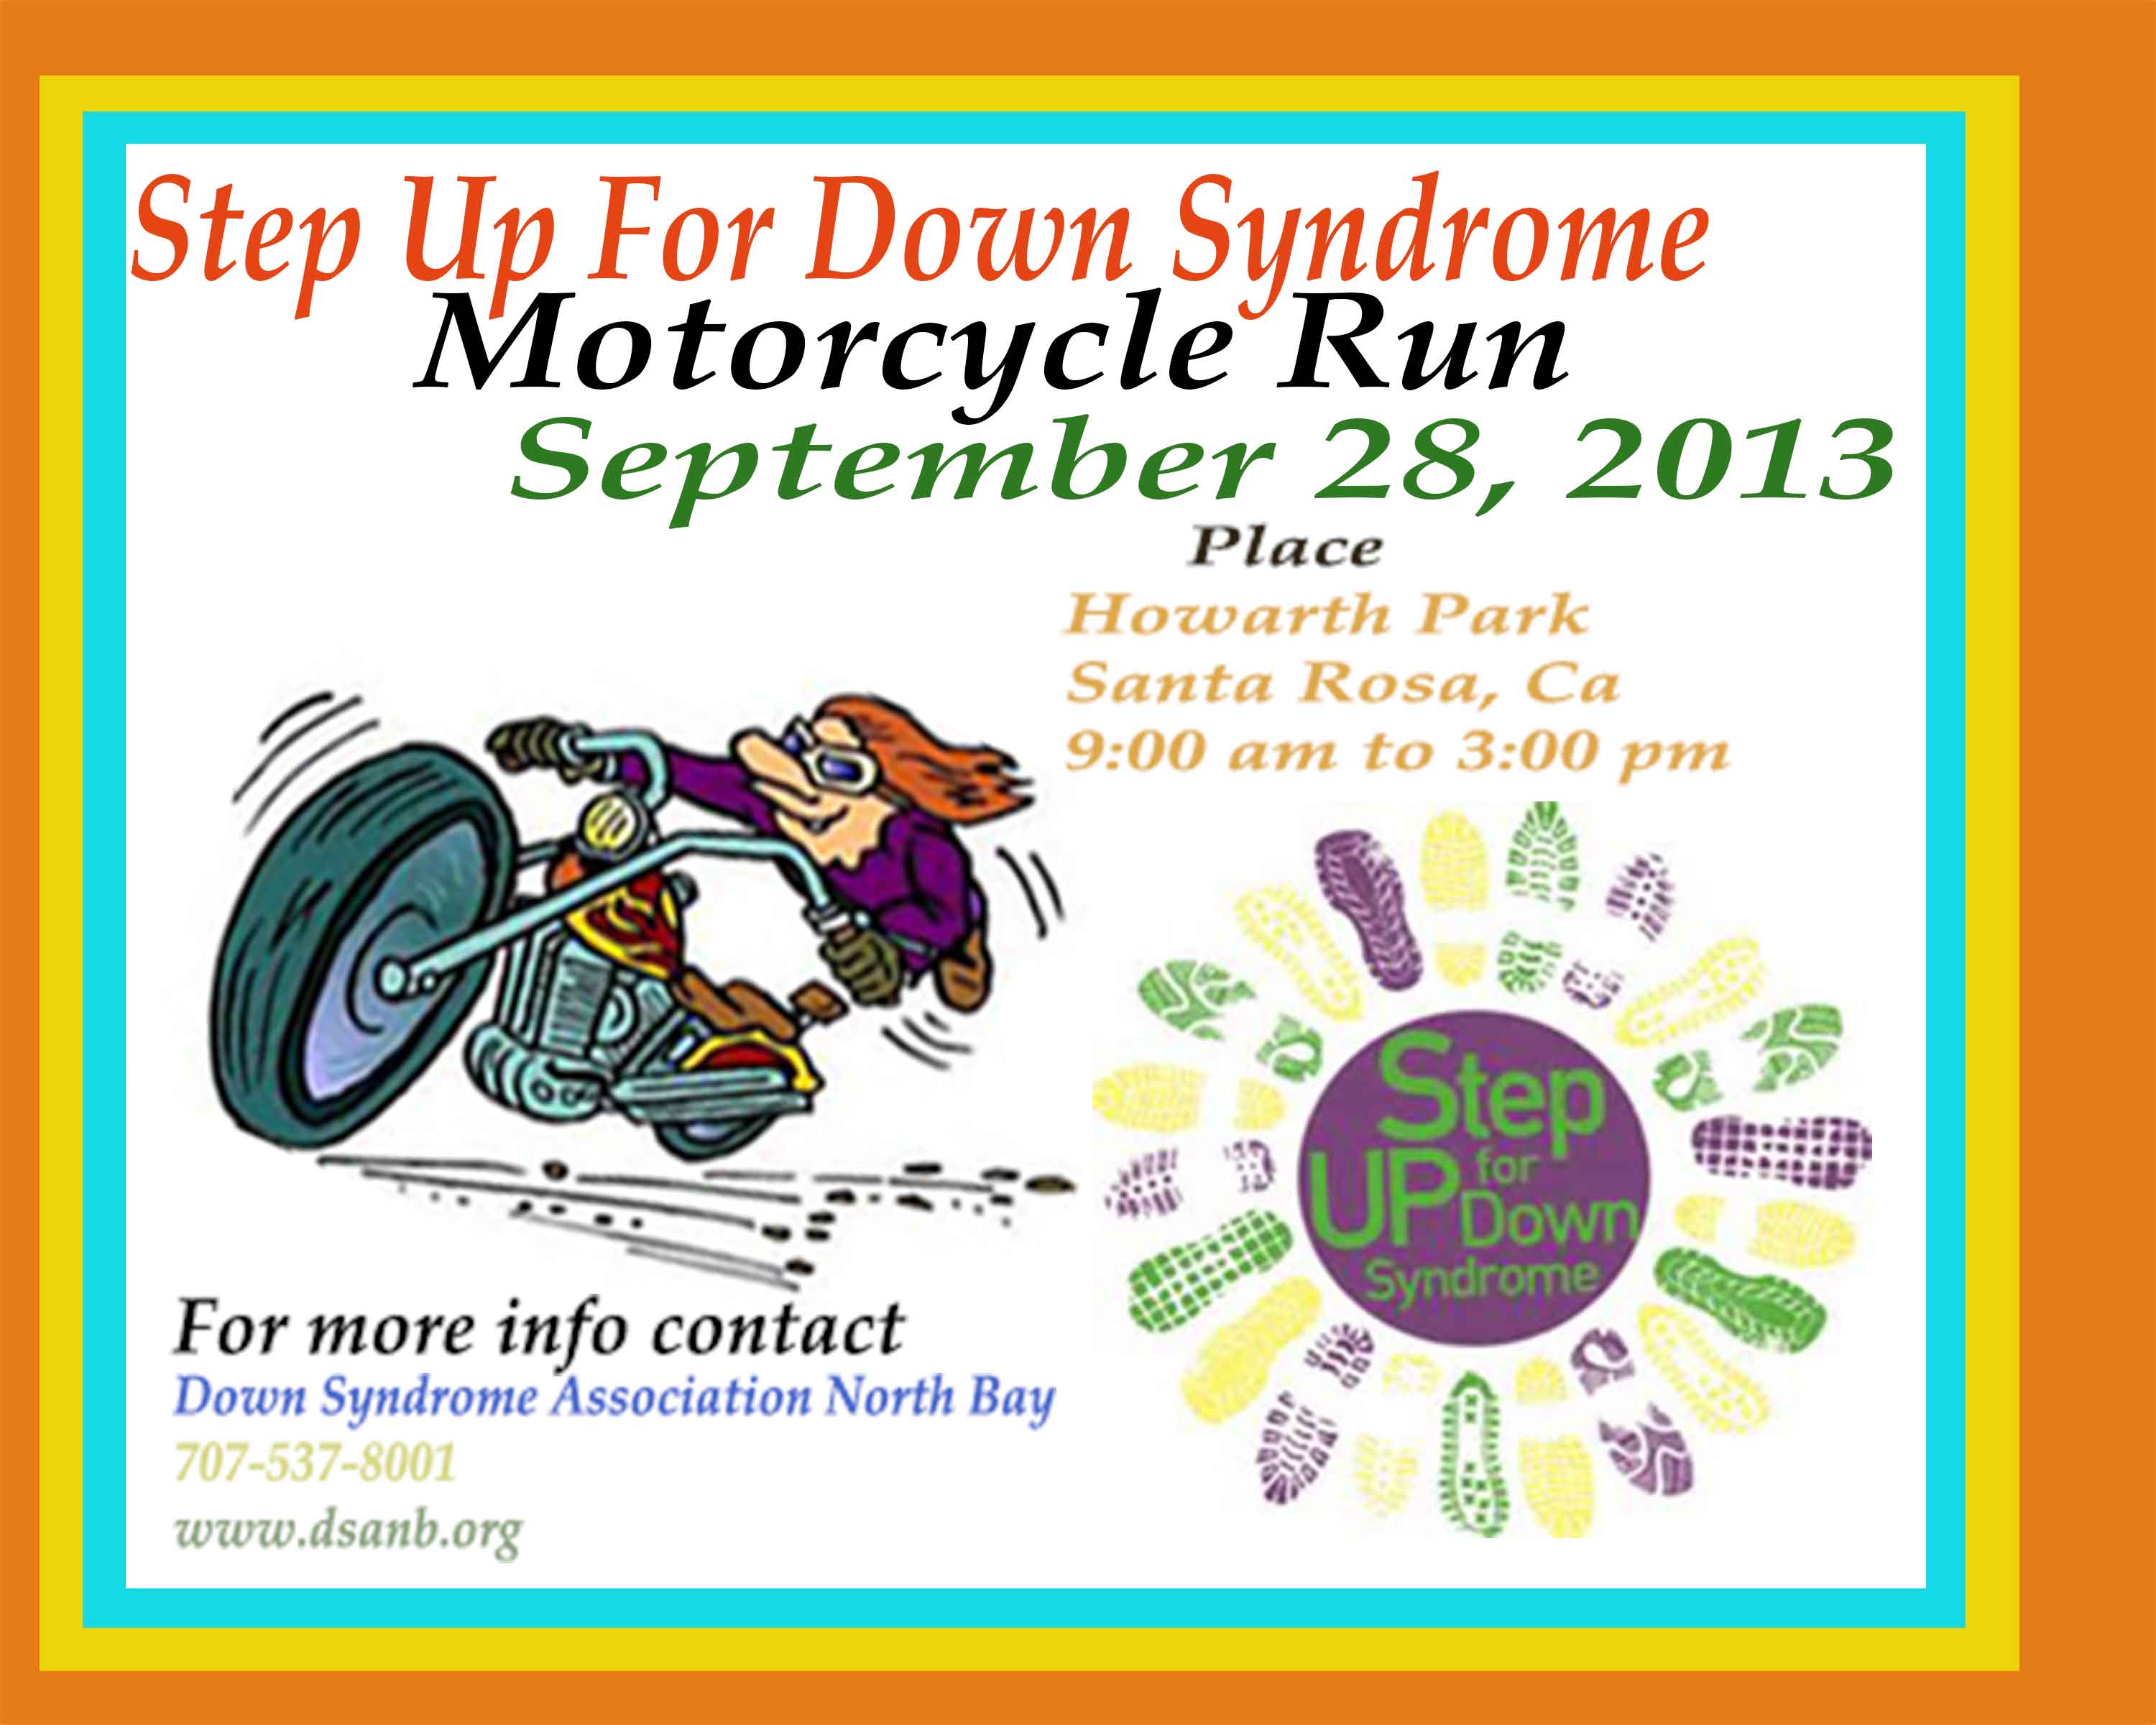 Step Up For Down Syndrome
Motorcycle Run
September 28, 2013
Place
Howarth Park
Santa Rosa, Ca
9:00 am to 3:00 pm
Step
UP for
Down
Syndrome
For more info contact
Down Syndrome Association North Bay
707-537-8001
www.dsanb.org